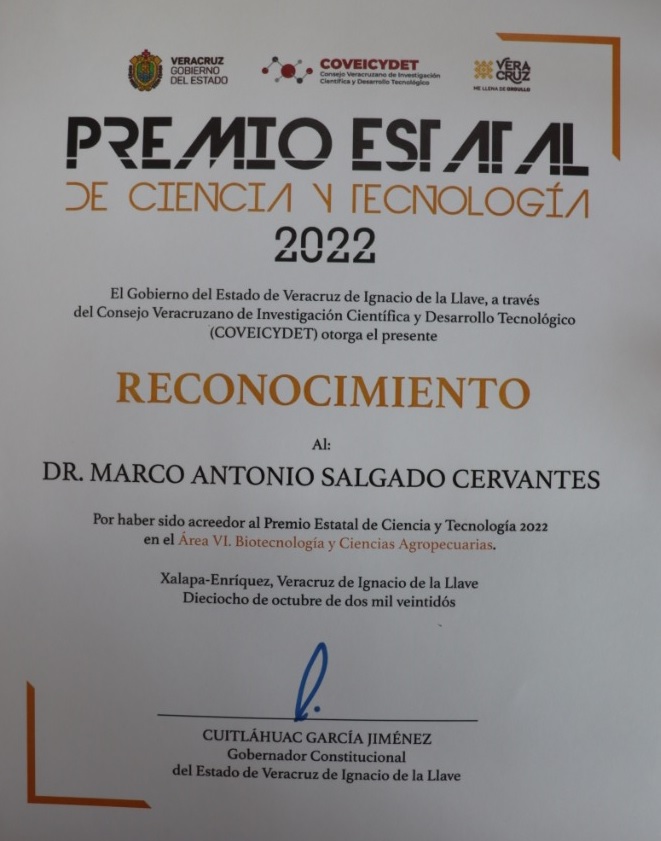 VERACRUZ
GOBIERNO
DEL ESTADO
COVEICYDET
Consejo Veracruzano de Investigación
Científica y Desarrollo Tecnológico
VERA
CRUZ
ME LLENA DE ORGULLO
PREMIO ESTATAL
DE CIENCIA Y TECNOLOGÍA
2022
El Gobierno del Estado de Veracruz de Ignacio de la Llave, a través
del Consejo Veracruzano de Investigación Científica y Desarrollo Tecnológico
(COVEICYDET) otorga el presente
RECONOCIMIENTO
Al:
DR. MARCO ANTONIO SALGADO CERVANTES
Por haber sido acreedor al Premio Estatal de Ciencia y Tecnología 2022
en el Área VI. Biotecnología y Ciencias Agropecuarias.
Xalapa-Enríquez, Veracruz de Ignacio de la Llave
Dieciocho de octubre de dos mil veintidós
CUITLÁHUAC GARCÍA JIMÉNEZ
Gobernador Constitucional
del Estado de Veracruz de Ignacio de la Llave